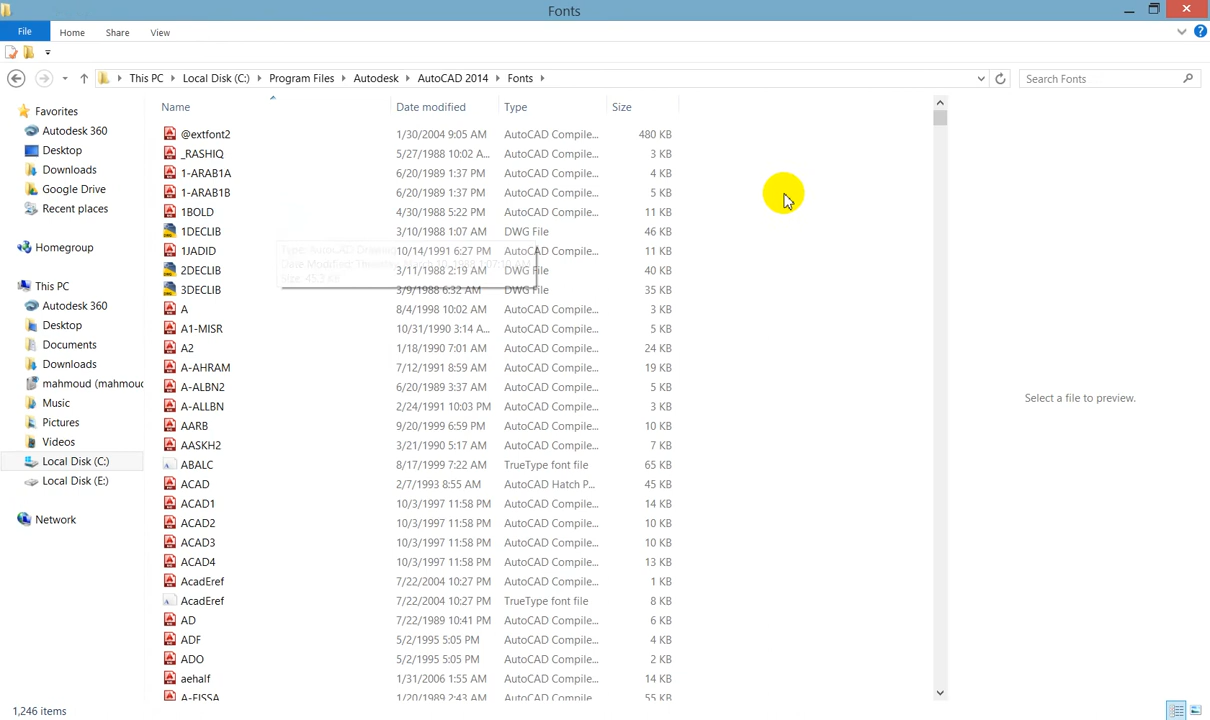 Fonts
File Home Share View
This PC Local Disk (C:) Program Files Autodesk AutoCAD 2014 Fonts Search Fonts
Name Date modified Type Size
Favorites
Autodesk 360
Desktop
Downloads
Google Drive
Recent places
Homegroup
This PC
Autodesk 360
Desktop
Documents
Downloads
mahmoud (mahmou
Music
Pictures
Videos
Local Disk (C:)
Local Disk (E:)
Network
@extfont2 1/30/2004 9:05 AM AutoCAD Compile... 480 KB
_RASHIQ 5/27/1988 10:02 A... AutoCAD Compile... 3 KB
1-ARAB1A 6/20/1989 1:37 PM AutoCAD Compile... 4 KB
1-ARAB1B 6/20/1989 1:37 PM AutoCAD Compile... 5 KB
1BOLD 4/30/1988 5:22 PM AutoCAD Compile... 11 KB
1DECLIB 3/10/1988 1:07 AM DWG File 46 KB
1JADID 10/14/1991 6:27 PM AutoCAD Compile... 11 KB
2DECLIB 3/11/1988 2:19 AM DWG File 40 KB
3DECLIB 3/9/1988 6:32 AM DWG File 35 KB
A 8/4/1998 10:02 AM AutoCAD Compile... 3 KB
A1-MISR 10/31/1990 3:14 A... AutoCAD Compile... 5 KB
A2 1/18/1990 7:01 AM AutoCAD Compile... 24 KB
A-AHRAM 7/12/1991 8:59 AM AutoCAD Compile... 19 KB
A-ALBN2 6/20/1989 3:37 AM AutoCAD Compile... 5 KB
A-ALLBN 2/24/1991 10:03 PM AutoCAD Compile... 3 KB
AARB 9/20/1999 6:59 PM AutoCAD Compile... 10 KB
AASKH2 3/21/1990 5:17 AM AutoCAD Compile... 7 KB
ABALC 8/17/1999 7:22 AM TrueType font file 65 KB
ACAD 2/7/1993 8:55 AM AutoCAD Hatch P... 45 KB
ACAD1 10/3/1997 11:58 PM AutoCAD Compile... 14 KB
ACAD2 10/3/1997 11:58 PM AutoCAD Compile... 10 KB
ACAD3 10/3/1997 11:58 PM AutoCAD Compile... 10 KB
ACAD4 10/3/1997 11:58 PM AutoCAD Compile... 13 KB
AcadEref 7/22/2004 10:27 PM AutoCAD Compile... 1 KB
AcadEref 7/22/2004 10:27 PM TrueType font file 8 KB
AD 7/22/1989 10:41 PM AutoCAD Compile... 6 KB
ADF 5/2/1995 5:05 PM AutoCAD Compile... 4 KB
ADO 5/2/1995 5:05 PM AutoCAD Compile... 2 KB
aehalf 1/31/2006 1:55 AM AutoCAD Compile... 14 KB
A-EISSA 1/20/1989 2:43 AM AutoCAD Compile... 55 KB
Select a file to preview.
1,246 items